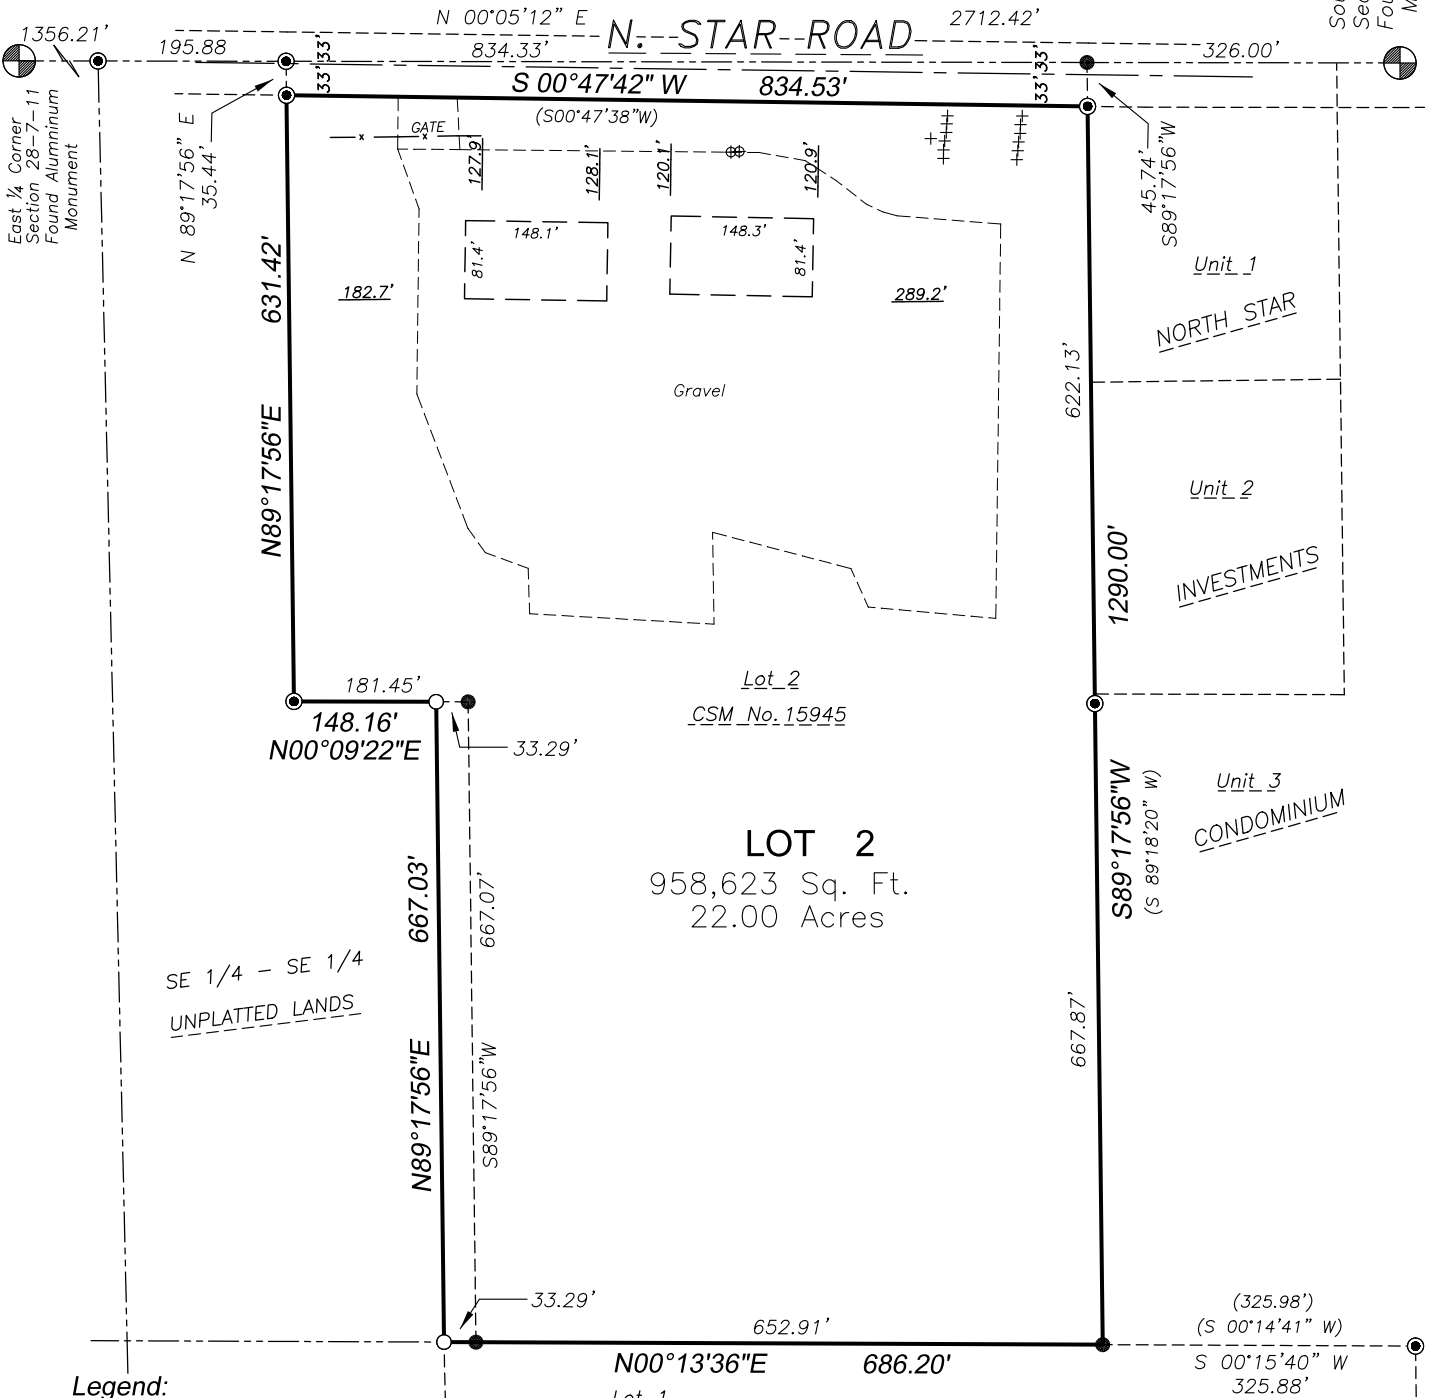 N 00°05'12" E
2712.42'
1356.21'
195.88
834.33'
N. STAR ROAD
326.00'
33' 33'
33' 33'
S 00°47'42" W 834.53'
(S00°47'38"W)
East ¼ Corner
Section 28-7-11
Found Aluminum
Monument
N 89°17'56" E
35.44'
GATE
127.9'
128.1'
120.1'
120.9'
45.74'
S89°17'56"W
148.1'
148.3'
81.4'
81.4'
182.7'
289.2'
Unit 1
NORTH STAR
631.42'
N89°17'56"E
622.13'
Gravel
Unit 2
INVESTMENTS
1290.00'
181.45'
148.16'
N00°09'22"E
33.29'
Lot 2
CSM No. 15945
Unit 3
CONDOMINIUM
S89°17'56"W
(S 89°18'20" W)
LOT 2
958,623 Sq. Ft.
22.00 Acres
667.03'
667.07'
SE 1/4 - SE 1/4
UNPLATTED LANDS
N89°17'56"E
S89°17'56"W
667.87'
33.29'
652.91'
N00°13'36"E 686.20'
(325.98')
(S 00°14'41" W)
S 00°15'40" W
325.88'
Legend:
Lot 1